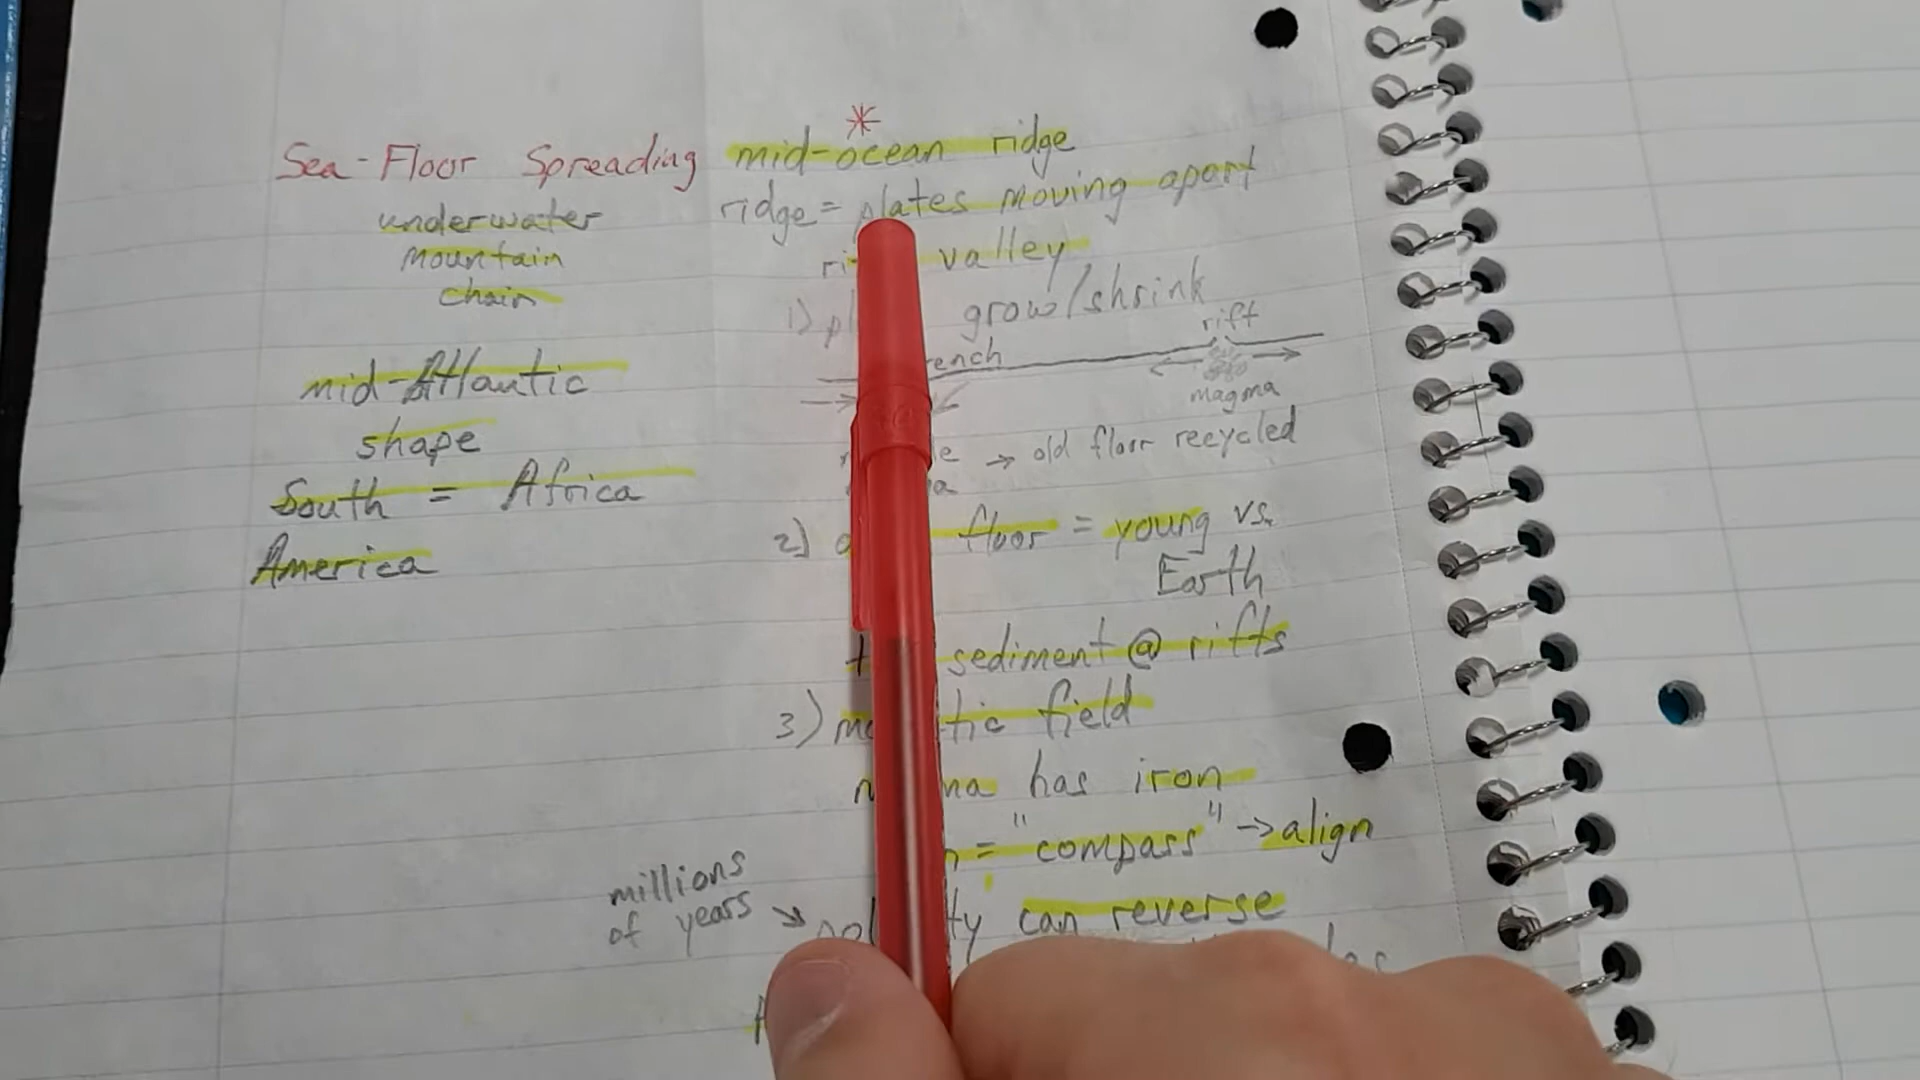 Sea-Floor Spreading mid-ocean ridge
underwater
mountain
chain
mid-Atlantic
shape
South = Africa
America
ridge = plates moving apart
valley
1) grow/shrink
rift
magma
→ old floor recycled
2) floor = young vs.
Earth
sediment @ rifts
3) field
has iron
= "compass" → align
millions
of years
can reverse